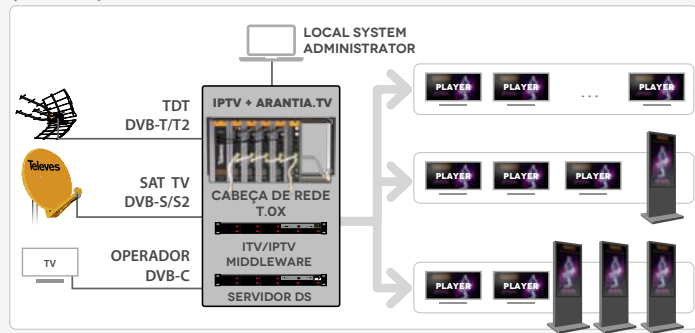 LOCAL SYSTEM
ADMINISTRATOR
TDT
DVB-T/T2
Televes
SAT TV
DVB-S/S2
TV
OPERADOR
DVB-C
IPTV + ARANTIA.TV
CABEÇA DE REDE
T.0X
ITV/IPTV
MIDDLEWARE
SERVIDOR DS
PLAYER PLAYER ... PLAYER
PLAYER PLAYER PLAYER
PLAYER PLAYER